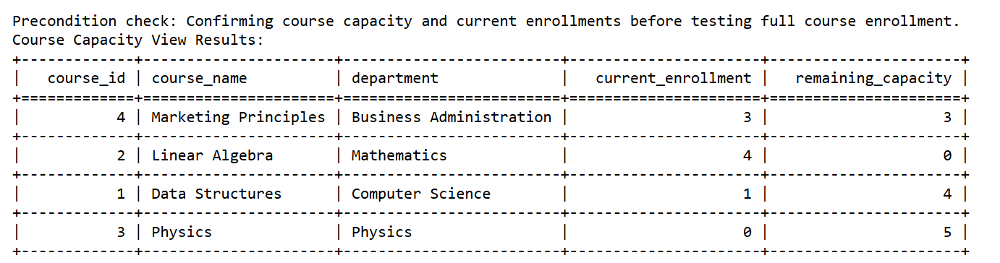 Precondition check: Confirming course capacity and current enrollments before testing full course enrollment.
Course Capacity View Results:
+-------------+----------------------+-------------------------+----------------------+----------------------+
|   course_id | course_name          | department              |   current_enrollment |   remaining_capacity |
+=============+======================+=========================+======================+======================+
|           4 | Marketing Principles | Business Administration |                    3 |                    3 |
+-------------+----------------------+-------------------------+----------------------+----------------------+
|           2 | Linear Algebra       | Mathematics             |                    4 |                    0 |
+-------------+----------------------+-------------------------+----------------------+----------------------+
|           1 | Data Structures      | Computer Science        |                    1 |                    4 |
+-------------+----------------------+-------------------------+----------------------+----------------------+
|           3 | Physics              | Physics                 |                    0 |                    5 |
+-------------+----------------------+-------------------------+----------------------+----------------------+